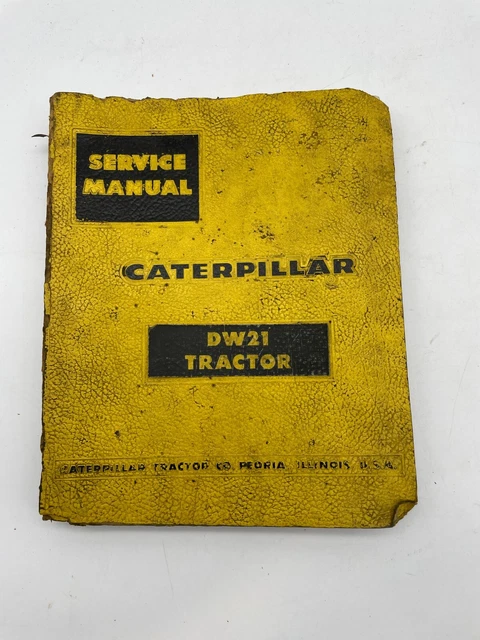 SERVICE
MANUAL
CATERPILLAR
DW21
TRACTOR
CATERPILLAR TRACTOR CO. PEORIA, ILLINOIS, U.S.A.